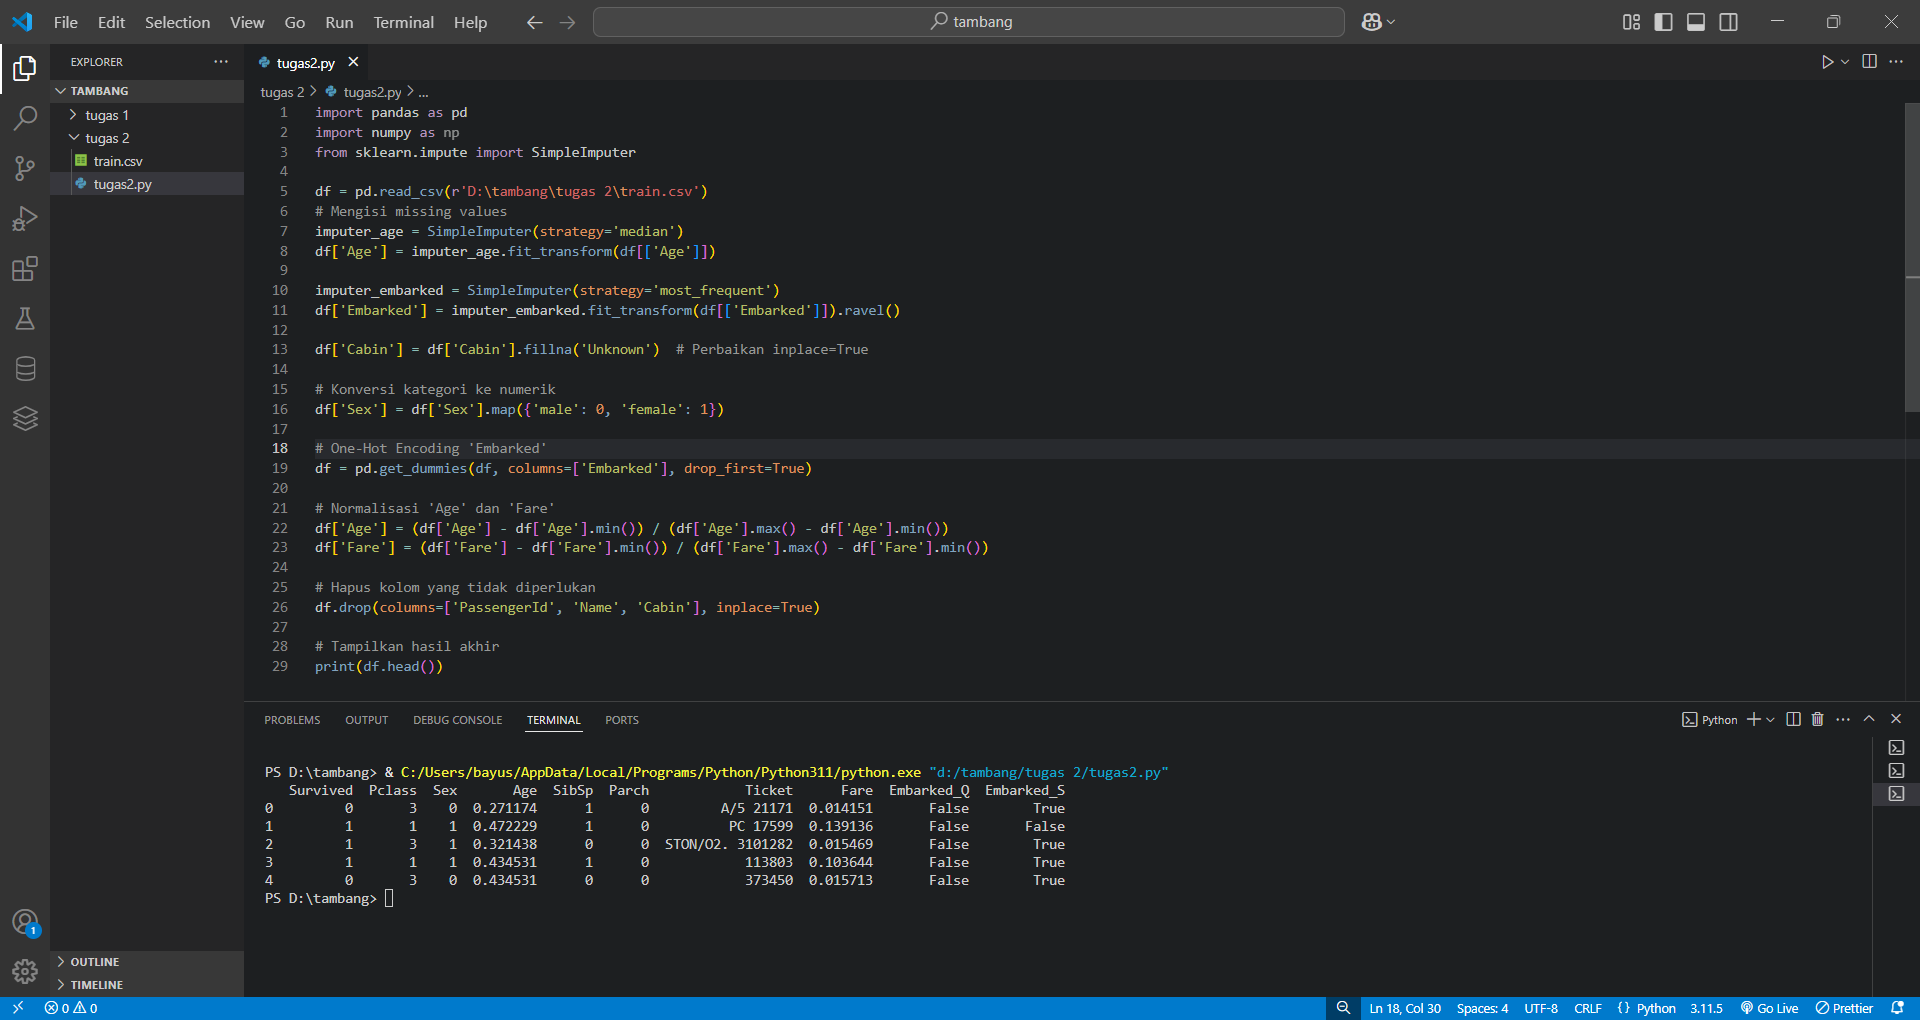 File Edit Selection View Go Run Terminal Help
tambang
EXPLORER
TAMBANG
tugas 1
tugas 2
train.csv
tugas2.py
OUTLINE
TIMELINE
tugas2.py
tugas 2 > tugas2.py > ...
1 import pandas as pd
2 import numpy as np
3 from sklearn.impute import SimpleImputer
4
5 df = pd.read_csv(r'D:\tambang\tugas 2\train.csv')
6 # Mengisi missing values
7 imputer_age = SimpleImputer(strategy='median')
8 df['Age'] = imputer_age.fit_transform(df[['Age']])
9
10 imputer_embarked = SimpleImputer(strategy='most_frequent')
11 df['Embarked'] = imputer_embarked.fit_transform(df[['Embarked']]).ravel()
12
13 df['Cabin'] = df['Cabin'].fillna('Unknown')  # Perbaikan inplace=True
14
15 # Konversi kategori ke numerik
16 df['Sex'] = df['Sex'].map({'male': 0, 'female': 1})
17
18 # One-Hot Encoding 'Embarked'
19 df = pd.get_dummies(df, columns=['Embarked'], drop_first=True)
20
21 # Normalisasi 'Age' dan 'Fare'
22 df['Age'] = (df['Age'] - df['Age'].min()) / (df['Age'].max() - df['Age'].min())
23 df['Fare'] = (df['Fare'] - df['Fare'].min()) / (df['Fare'].max() - df['Fare'].min())
24
25 # Hapus kolom yang tidak diperlukan
26 df.drop(columns=['PassengerId', 'Name', 'Cabin'], inplace=True)
27
28 # Tampilkan hasil akhir
29 print(df.head())
PROBLEMS OUTPUT DEBUG CONSOLE TERMINAL PORTS
Python
PS D:\tambang> & C:/Users/bayus/AppData/Local/Programs/Python/Python311/python.exe "d:/tambang/tugas 2/tugas2.py"
Survived Pclass Sex Age SibSp Parch Ticket Fare Embarked_Q Embarked_S
0 0 3 0 0.271174 1 0 A/5 21171 0.014151 False True
1 1 1 1 0.472229 1 0 PC 17599 0.139136 False False
2 1 3 1 0.321438 0 0 STON/O2. 3101282 0.015469 False True
3 1 1 1 0.434531 1 0 113803 0.103644 False True
4 0 3 0 0.434531 0 0 373450 0.015713 False True
PS D:\tambang>
1
0 0
Ln 18, Col 30 Spaces: 4 UTF-8 CRLF {} Python 3.11.5 Go Live Prettier